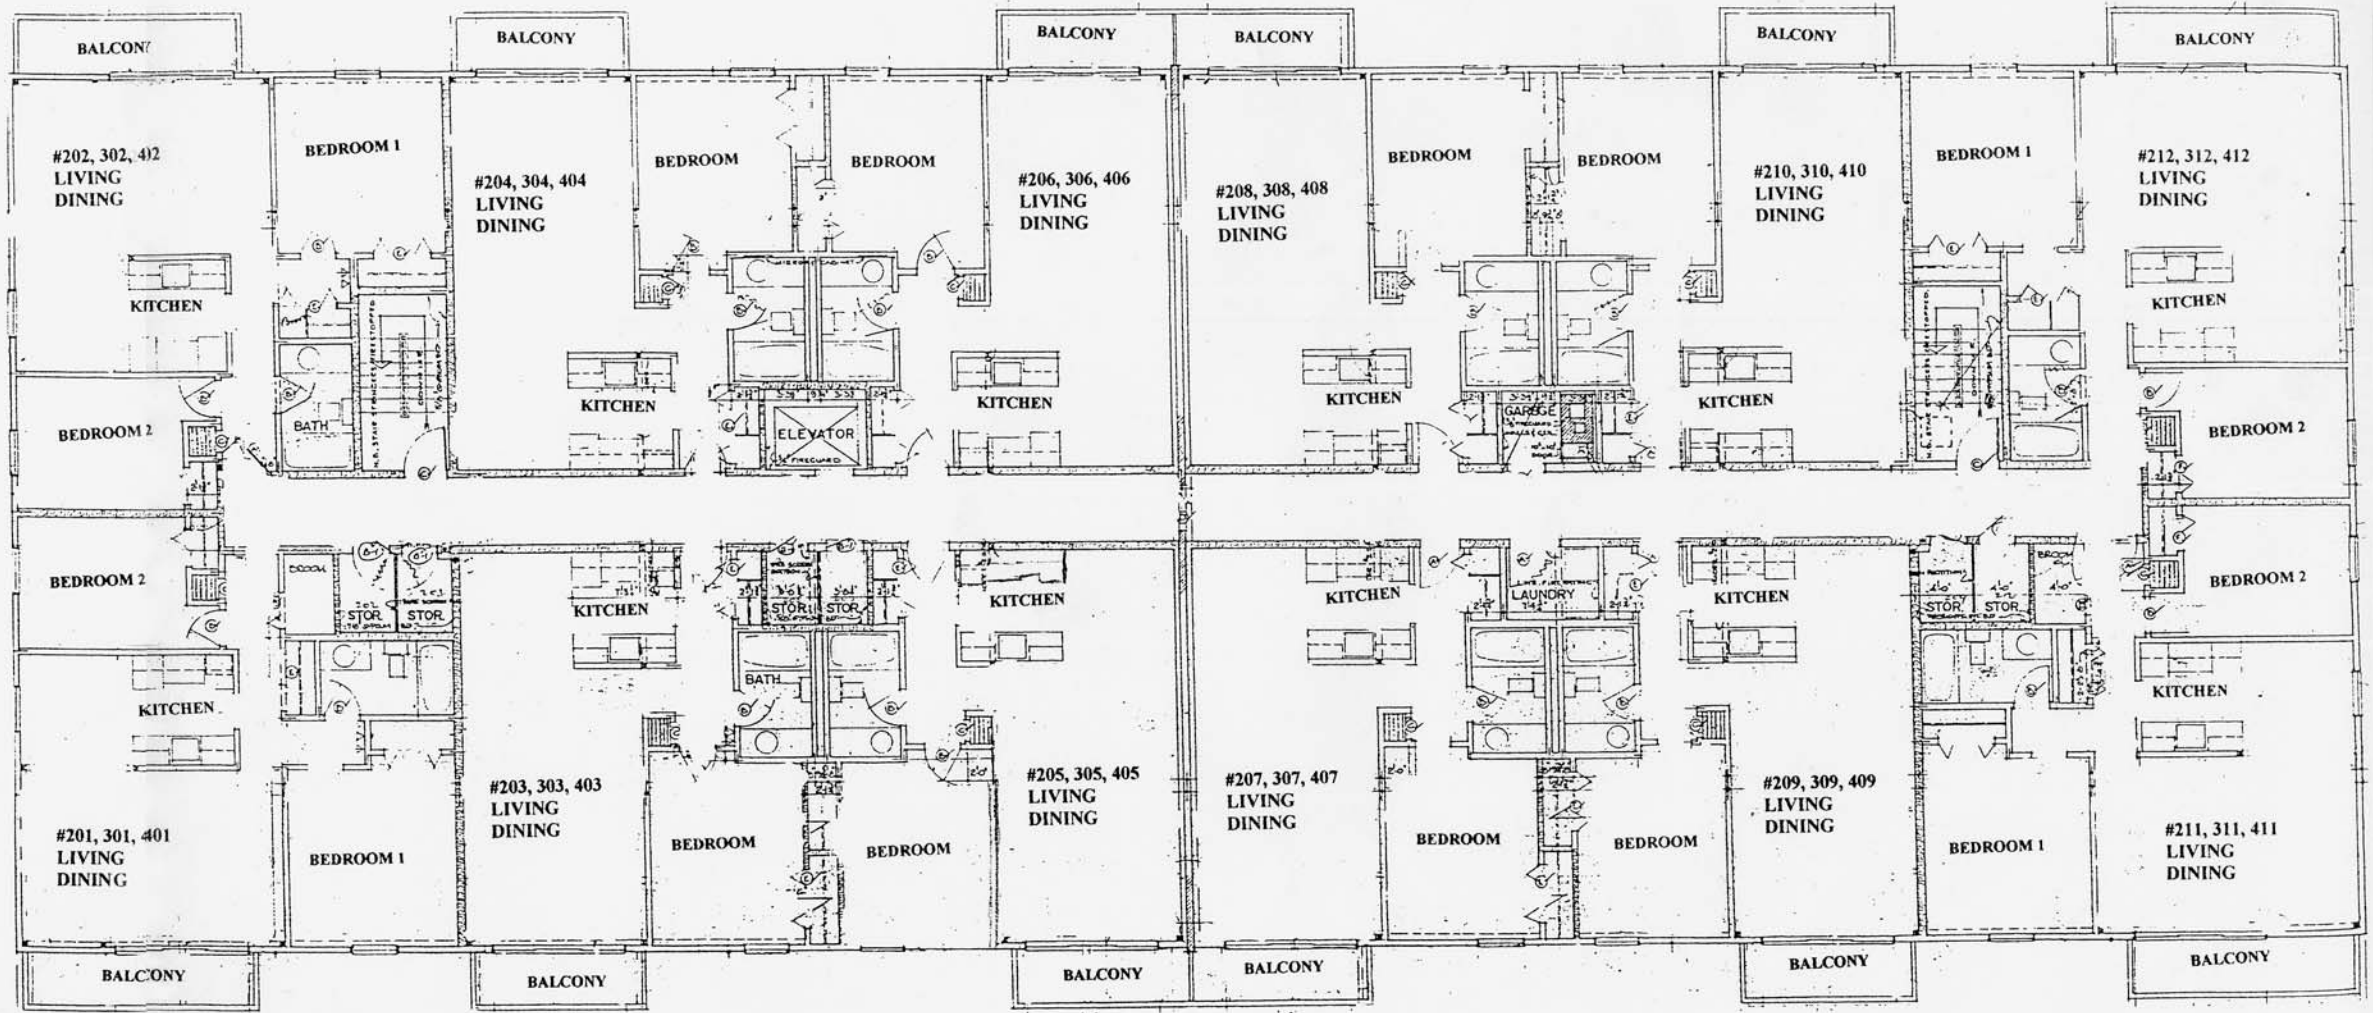 BALCONY
BALCONY
BALCONY
BALCONY
BALCONY
BALCONY
#202, 302, 402
LIVING
DINING
BEDROOM 1
#204, 304, 404
LIVING
DINING
BEDROOM
BEDROOM
#206, 306, 406
LIVING
DINING
#208, 308, 408
LIVING
DINING
BEDROOM
BEDROOM
#210, 310, 410
LIVING
DINING
BEDROOM 1
#212, 312, 412
LIVING
DINING
KITCHEN
KITCHEN
KITCHEN
KITCHEN
KITCHEN
KITCHEN
BEDROOM 2
BATH
ELEVATOR
GARBGE
BEDROOM 2
BEDROOM 2
BROOM
STOR.
STOR.
KITCHEN
STOR.
STOR.
KITCHEN
KITCHEN
LAUNDRY
KITCHEN
STOR.
STOR.
BROOM
BEDROOM 2
KITCHEN
BATH
KITCHEN
#201, 301, 401
LIVING
DINING
BEDROOM 1
#203, 303, 403
LIVING
DINING
BEDROOM
BEDROOM
#205, 305, 405
LIVING
DINING
#207, 307, 407
LIVING
DINING
BEDROOM
BEDROOM
#209, 309, 409
LIVING
DINING
BEDROOM 1
#211, 311, 411
LIVING
DINING
BALCONY
BALCONY
BALCONY
BALCONY
BALCONY
BALCONY